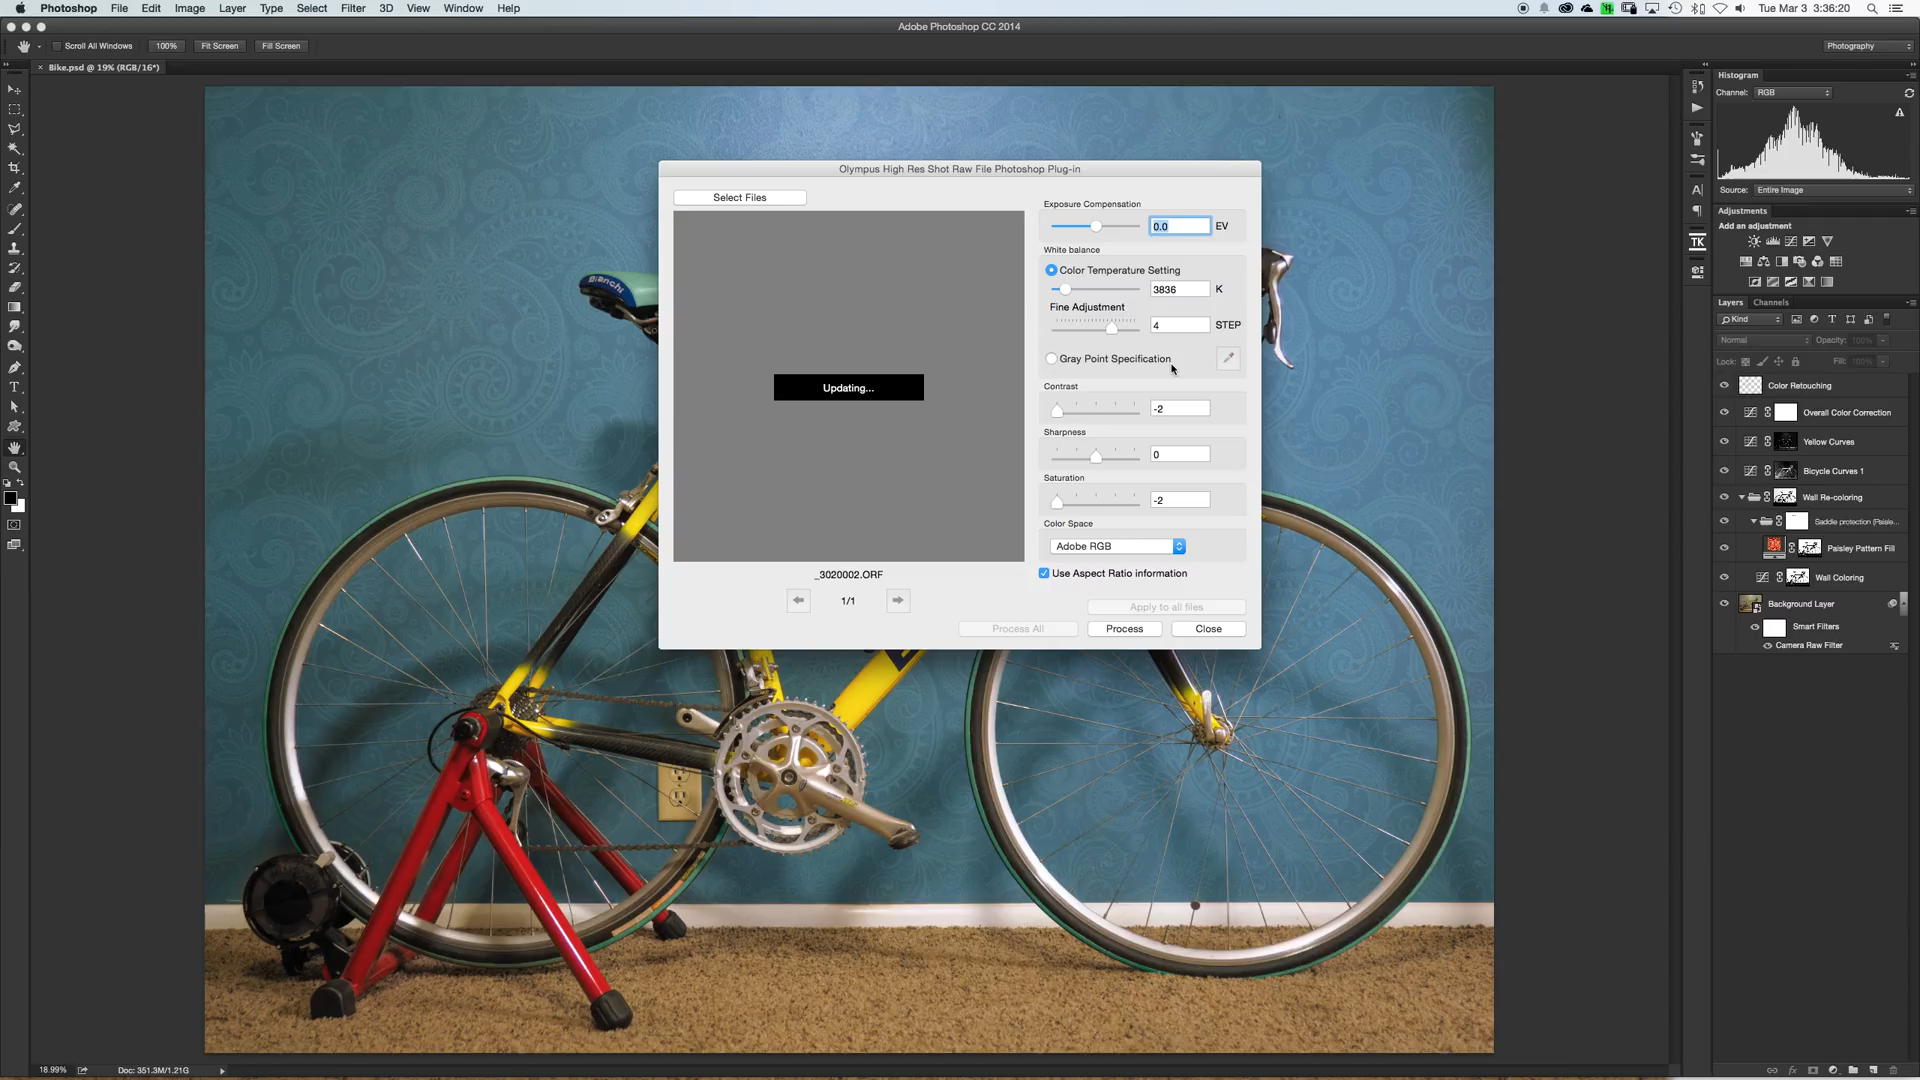 Photoshop File Edit Image Layer Type Select Filter 3D View Window Help
Tue Mar 3 3:36:20
Adobe Photoshop CC 2014
Scroll All Windows 100% Fit Screen Fill Screen
Photography
Bike.psd @ 19% (RGB/16*)
Olympus High Res Shot Raw File Photoshop Plug-in
Select Files
Updating...
_3020002.ORF
1/1
Exposure Compensation
0.0 EV
White balance
Color Temperature Setting
3836 K
Fine Adjustment
4 STEP
Gray Point Specification
Contrast
-2
Sharpness
0
Saturation
-2
Color Space
Adobe RGB
Use Aspect Ratio information
Apply to all files
Process All Process Close
Bianchi
Histogram
Channel: RGB
Source: Entire Image
Adjustments
Add an adjustment
TK
Layers Channels
Kind
Normal Opacity: 100%
Lock: Fill: 100%
Color Retouching
Overall Color Correction
Yellow Curves
Bicycle Curves 1
Wall Re-coloring
Saddle protection (Paisle...
Paisley Pattern Fill
Wall Coloring
Background Layer
Smart Filters
Camera Raw Filter
18.99% Doc: 351.3M/1.21G